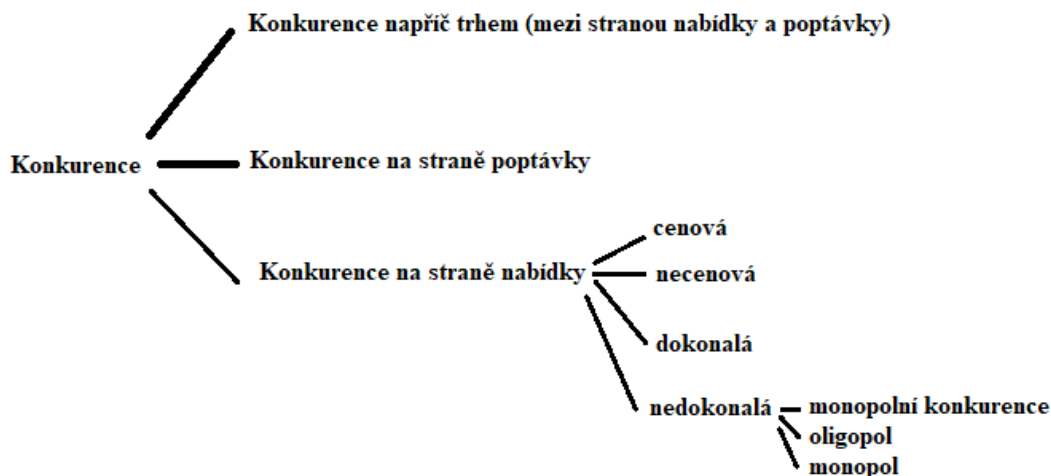 Konkurence napříč trhem (mezi stranou nabídky a poptávky)
Konkurence
Konkurence na straně poptávky
Konkurence na straně nabídky
cenová
necenová
dokonalá
nedokonalá
monopolní konkurence
oligopol
monopol